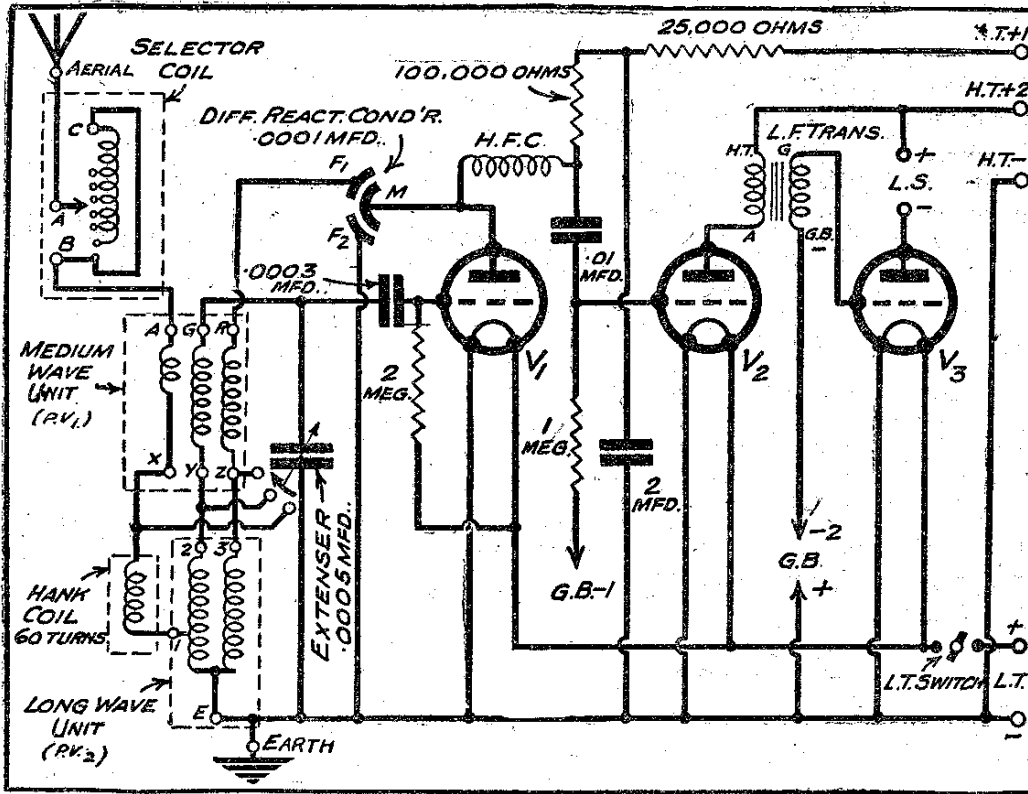 25,000 OHMS
SELECTOR
COIL
AERIAL
100,000 OHMS
H.T.+2
DIFF. REACT. COND'R.
.0001 MFD.
H.F.C.
L.F. TRANS.
C
F1
M
H.T.
G
+
H.T.-
L.S.
A
F2
-
A
G.B.
-
B
.0003
MFD..
.01
MFD.
A
G
R
V1
V2
V3
MEDIUM
WAVE
UNIT
(P.V.1)
2
MEG.
1
MEG.
X
Y
Z
2
MFD.
EXTENSER
.0005 MFD..
-2
G.B.
+
G.B.-1
2
3
HANK
COIL
60 TURNS
1
+
L.T. SWITCH
L.T.
LONG WAVE
UNIT
(P.V.2)
E
-
EARTH